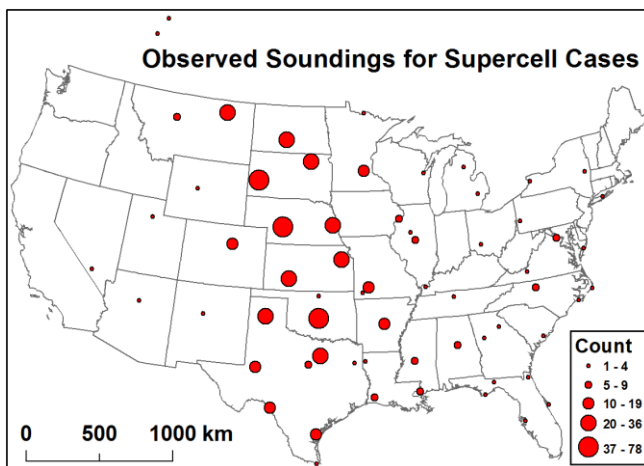 Observed Soundings for Supercell Cases
Count
1 - 4
5 - 9
10 - 19
20 - 36
37 - 78
0 500 1000 km